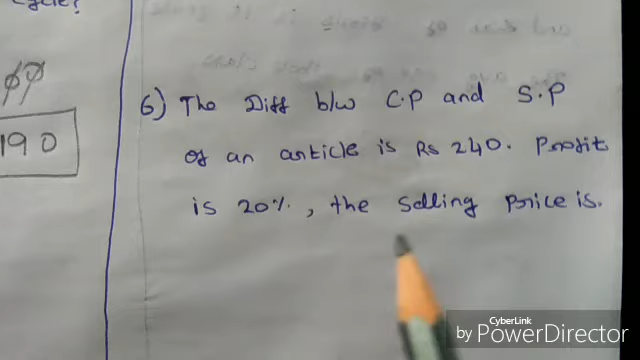 cycle?
190
6) The Diff b/w C.P and S.P
of an article is Rs 240. Profit
is 20%, the selling price is.
CyberLink
by PowerDirector